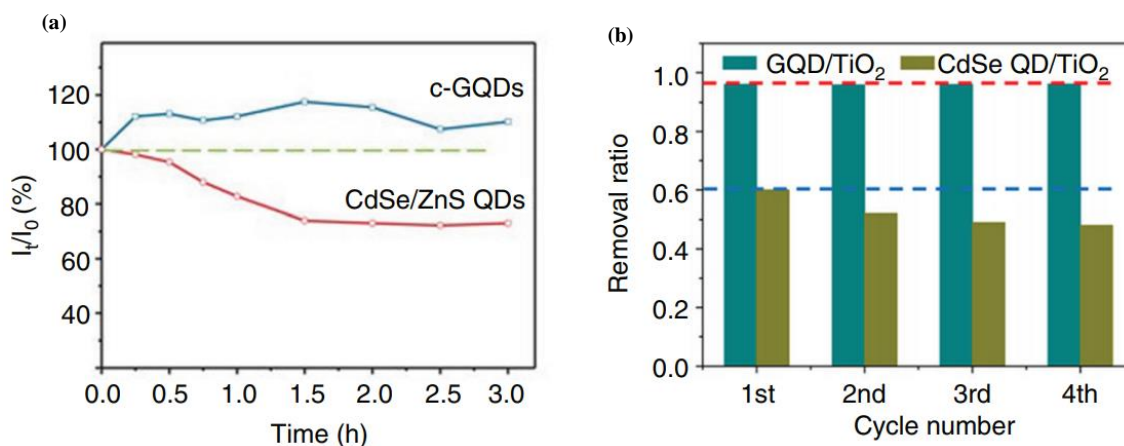 (a)
I_t/I_0 (%)
120
100
80
60
40
c-GQDs
CdSe/ZnS QDs
0.0 0.5 1.0 1.5 2.0 2.5 3.0
Time (h)
(b)
Removal ratio
GQD/TiO₂ CdSe QD/TiO₂
1.0
0.8
0.6
0.4
0.2
0.0
1st 2nd 3rd 4th
Cycle number